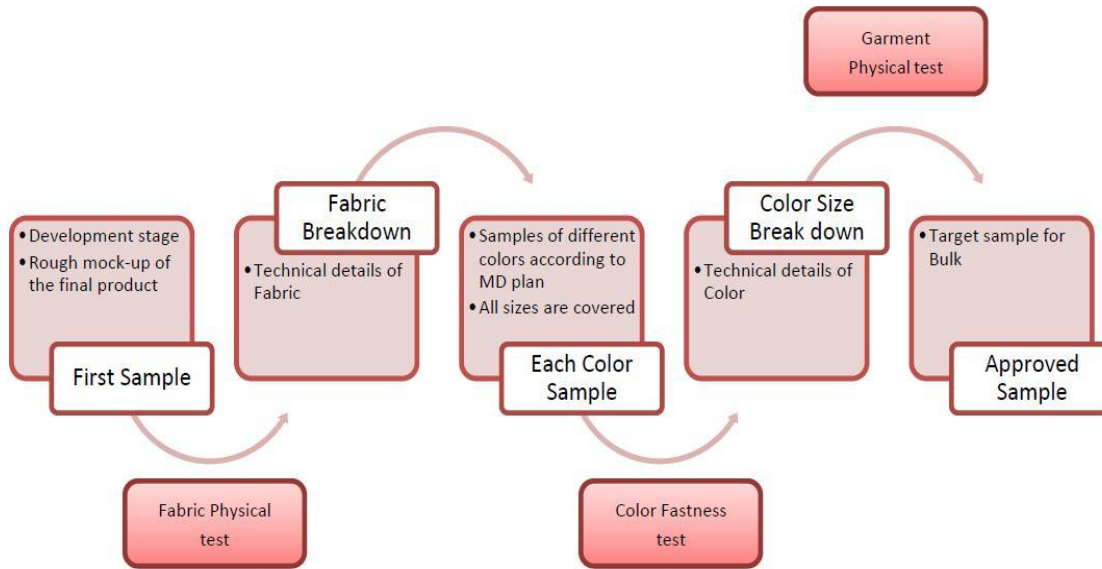 Garment
Physical test
Fabric
Breakdown
Color Size
Break down
• Development stage
• Rough mock-up of
the final product
• Technical details of
Fabric
• Samples of different
colors according to
MD plan
• All sizes are covered
• Technical details of
Color
• Target sample for
Bulk
First Sample
Each Color
Sample
Approved
Sample
Fabric Physical
test
Color Fastness
test